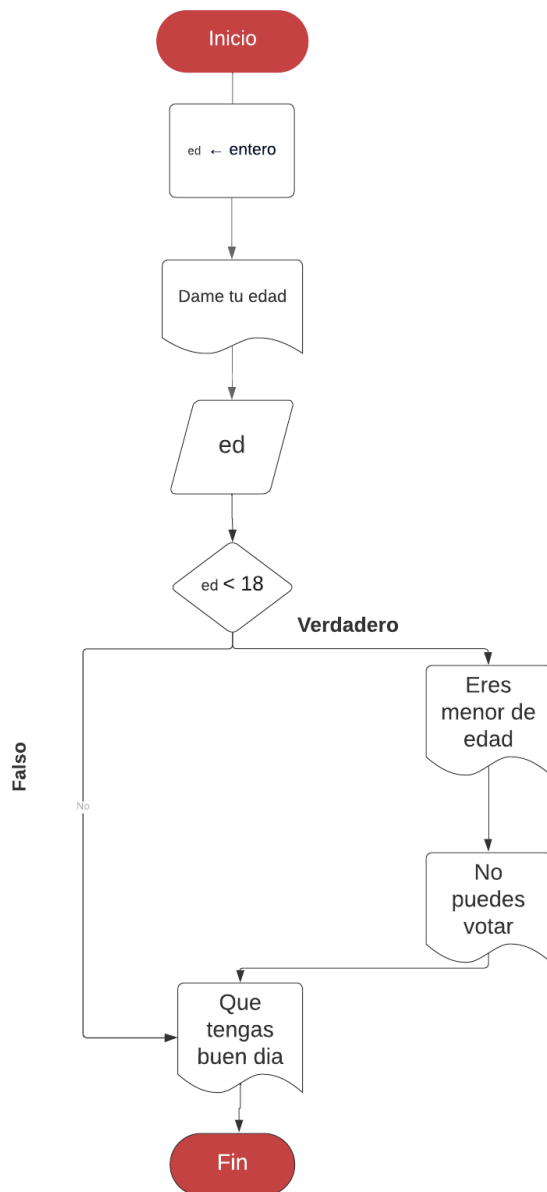 Inicio
ed ← entero
Dame tu edad
ed
ed < 18
Verdadero
Eres
menor de
edad
Falso
No
No
puedes
votar
Que
tengas
buen dia
Fin